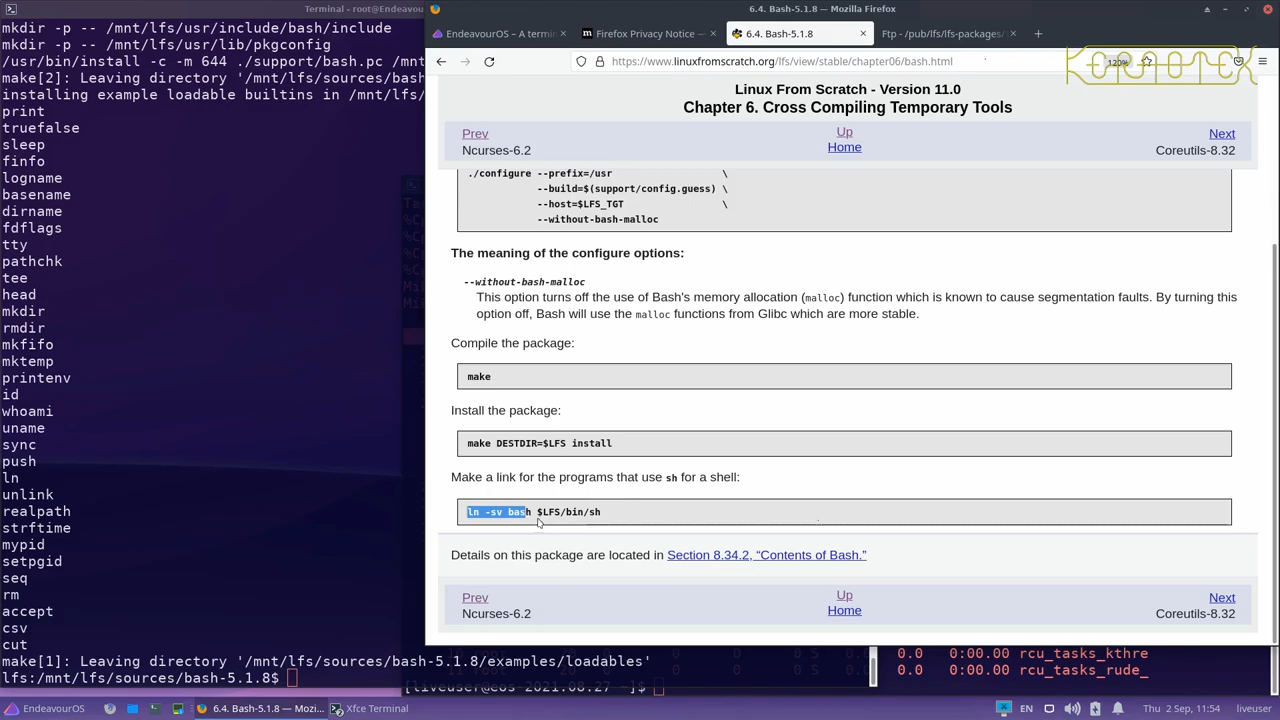 Terminal - root@Endeavour
mkdir -p -- /mnt/lfs/usr/include/bash/include
mkdir -p -- /mnt/lfs/usr/lib/pkgconfig
/usr/bin/install -c -m 644 ./support/bash.pc /mnt
make[2]: Leaving directory '/mnt/lfs/sources/bash
installing example loadable builtins in /mnt/lfs/
print
truefalse
sleep
finfo
logname
basename
dirname
fdflags
tty
pathchk
tee
head
mkdir
rmdir
mkfifo
mktemp
printenv
id
whoami
uname
sync
push
ln
unlink
realpath
strftime
mypid
setpgid
seq
rm
accept
csv
cut
make[1]: Leaving directory '/mnt/lfs/sources/bash-5.1.8/examples/loadables'
lfs:/mnt/lfs/sources/bash-5.1.8$
6.4. Bash-5.1.8 — Mozilla Firefox
EndeavourOS – A termin
Firefox Privacy Notice —
6.4. Bash-5.1.8
Ftp - /pub/lfs/lfs-packages/
https://www.linuxfromscratch.org/lfs/view/stable/chapter06/bash.html
120%
KOMOTEX
Linux From Scratch - Version 11.0
Chapter 6. Cross Compiling Temporary Tools
Prev
Up
Next
Ncurses-6.2
Home
Coreutils-8.32
./configure --prefix=/usr \
--build=$(support/config.guess) \
--host=$LFS_TGT \
--without-bash-malloc
The meaning of the configure options:
--without-bash-malloc
This option turns off the use of Bash's memory allocation (malloc) function which is known to cause segmentation faults. By turning
this option off, Bash will use the malloc functions from Glibc which are more stable.
Compile the package:
make
Install the package:
make DESTDIR=$LFS install
Make a link for the programs that use sh for a shell:
ln -sv bash $LFS/bin/sh
Details on this package are located in Section 8.34.2, “Contents of Bash.”
Prev
Up
Next
Ncurses-6.2
Home
Coreutils-8.32
0.0 0:00.00 rcu_tasks_kthre
0.0 0:00.00 rcu_tasks_rude_
[liveuser@eos-2021.08.27 ~]$
EndeavourOS
6.4. Bash-5.1.8 — Mozi...
Xfce Terminal
EN
Thu 2 Sep, 11:54
liveuser